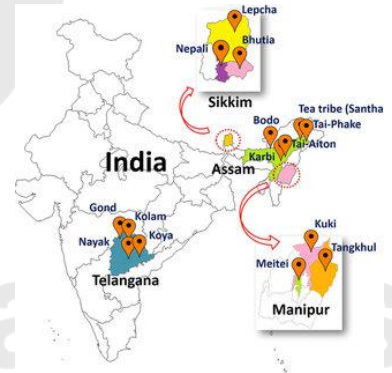 Lepcha
Nepali
Bhutia
Sikkim
Tea tribe (Santha
Bodo
Tai-Phake
Tai-Aiton
Karbi
India
Assam
Gond
Kolam
Nayak
Koya
Telangana
Kuki
Tangkhul
Meitei
Manipur